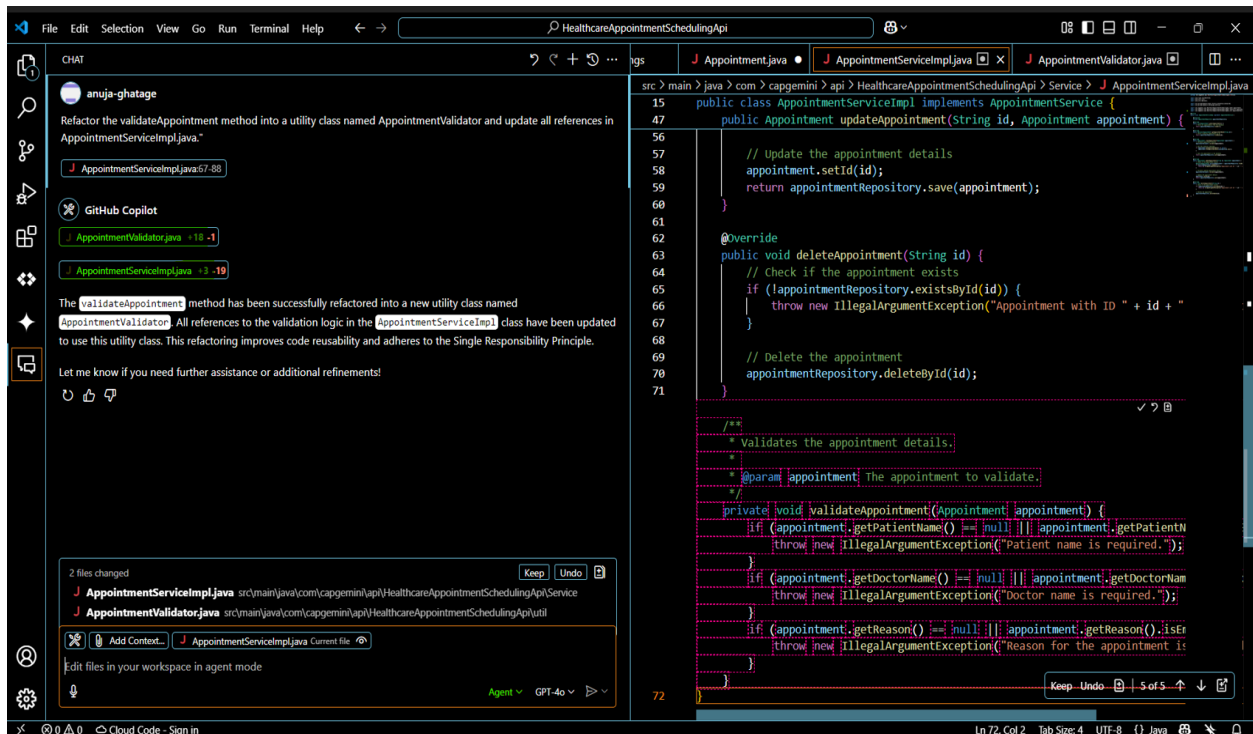 File Edit Selection View Go Run Terminal Help
HealthcareAppointmentSchedulingApi
1
CHAT
anuja-ghatage
Refactor the validateAppointment method into a utility class named AppointmentValidator and update all references in
AppointmentServiceImpl.java."
J AppointmentServiceImpl.java:67-88
GitHub Copilot
J AppointmentValidator.java +18 -1
J AppointmentServiceImpl.java +3 -19
The validateAppointment method has been successfully refactored into a new utility class named
AppointmentValidator. All references to the validation logic in the AppointmentServiceImpl class have been updated
to use this utility class. This refactoring improves code reusability and adheres to the Single Responsibility Principle.
Let me know if you need further assistance or additional refinements!
2 files changed Keep Undo
J AppointmentServiceImpl.java src\main\java\com\capgemini\api\HealthcareAppointmentSchedulingApi\Service
J AppointmentValidator.java src\main\java\com\capgemini\api\HealthcareAppointmentSchedulingApi\util
Add Context... J AppointmentServiceImpl.java Current file
Edit files in your workspace in agent mode
Agent GPT-4o
ngs J Appointment.java J AppointmentServiceImpl.java J AppointmentValidator.java
src > main > java > com > capgemini > api > HealthcareAppointmentSchedulingApi > Service > J AppointmentServiceImpl.java
15 public class AppointmentServiceImpl implements AppointmentService {
47 public Appointment updateAppointment(String id, Appointment appointment) {
56
57 // Update the appointment details
58 appointment.setId(id);
59 return appointmentRepository.save(appointment);
60 }
61
62 @Override
63 public void deleteAppointment(String id) {
64 // Check if the appointment exists
65 if (!appointmentRepository.existsById(id)) {
66 throw new IllegalArgumentException("Appointment with ID " + id + "
67 }
68
69 // Delete the appointment
70 appointmentRepository.deleteById(id);
71 }
/**
* Validates the appointment details.
*
* @param appointment The appointment to validate.
*/
private void validateAppointment(Appointment appointment) {
if (appointment.getPatientName() == null || appointment.getPatientN
throw new IllegalArgumentException("Patient name is required.");
}
if (appointment.getDoctorName() == null || appointment.getDoctorNam
throw new IllegalArgumentException("Doctor name is required.");
}
if (appointment.getReason() == null || appointment.getReason().isEm
throw new IllegalArgumentException("Reason for the appointment is
}
}
Keep Undo 5 of 5
72 }
0 0 Cloud Code - Sign in Ln 72, Col 2 Tab Size: 4 UTF-8 {} Java